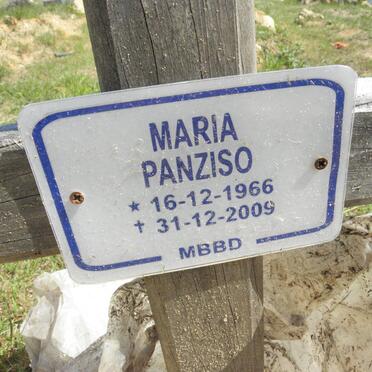 MARIA
PANZISO
★ 16-12-1966
✝ 31-12-2009
MBBD